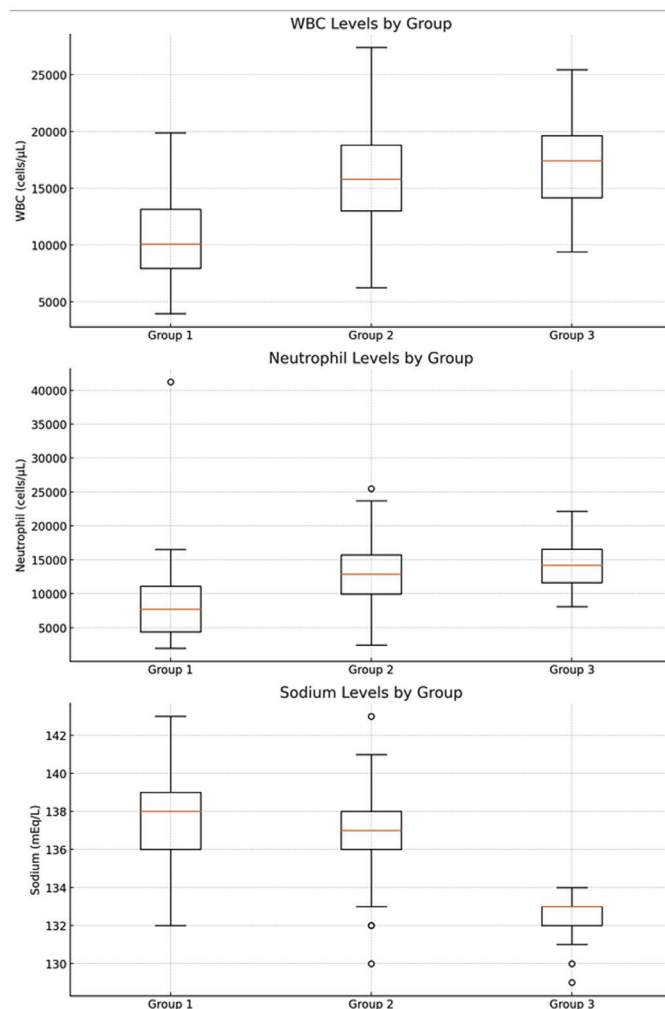 WBC Levels by Group
WBC (cells/μL)
25000
20000
15000
10000
5000
Group 1 Group 2 Group 3
Neutrophil Levels by Group
Neutrophil (cells/μL)
40000
35000
30000
25000
20000
15000
10000
5000
Group 1 Group 2 Group 3
Sodium Levels by Group
Sodium (mEq/L)
142
140
138
136
134
132
130
Group 1 Group 2 Group 3